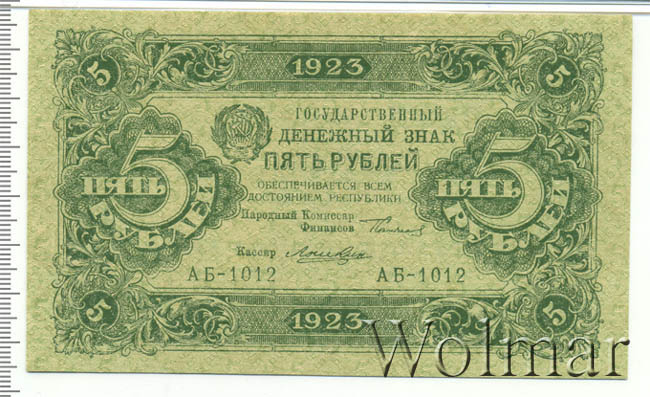 5 1923 5
ГОСУДАРСТВЕННЫЙ
ДЕНЕЖНЫЙ ЗНАК
ПЯТЬ РУБЛЕЙ
ОБЕСПЕЧИВАЕТСЯ ВСЕМ
ДОСТОЯНИЕМ РЕСПУБЛИКИ
Народный Комиссар
Финансов
Кассир
АБ-1012 АБ-1012
5
ПЯТЬ
РУБЛЕЙ
5
ПЯТЬ
РУБЛЕЙ
5 1923 5
Wolmar